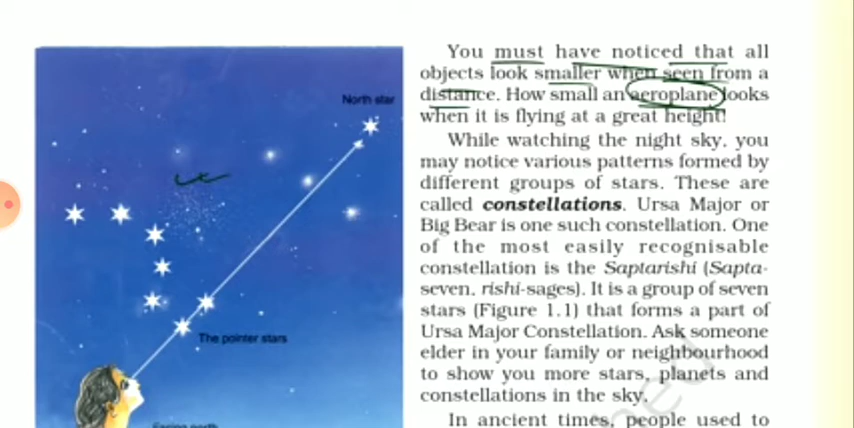 North star
The pointer stars
Facing north
You must have noticed that all
objects look smaller when seen from a
distance. How small an aeroplane looks
when it is flying at a great height!
While watching the night sky, you
may notice various patterns formed by
different groups of stars. These are
called constellations. Ursa Major or
Big Bear is one such constellation. One
of the most easily recognisable
constellation is the Saptarishi (Sapta-
seven, rishi-sages). It is a group of seven
stars (Figure 1.1) that forms a part of
Ursa Major Constellation. Ask someone
elder in your family or neighbourhood
to show you more stars, planets and
constellations in the sky.
In ancient times, people used to